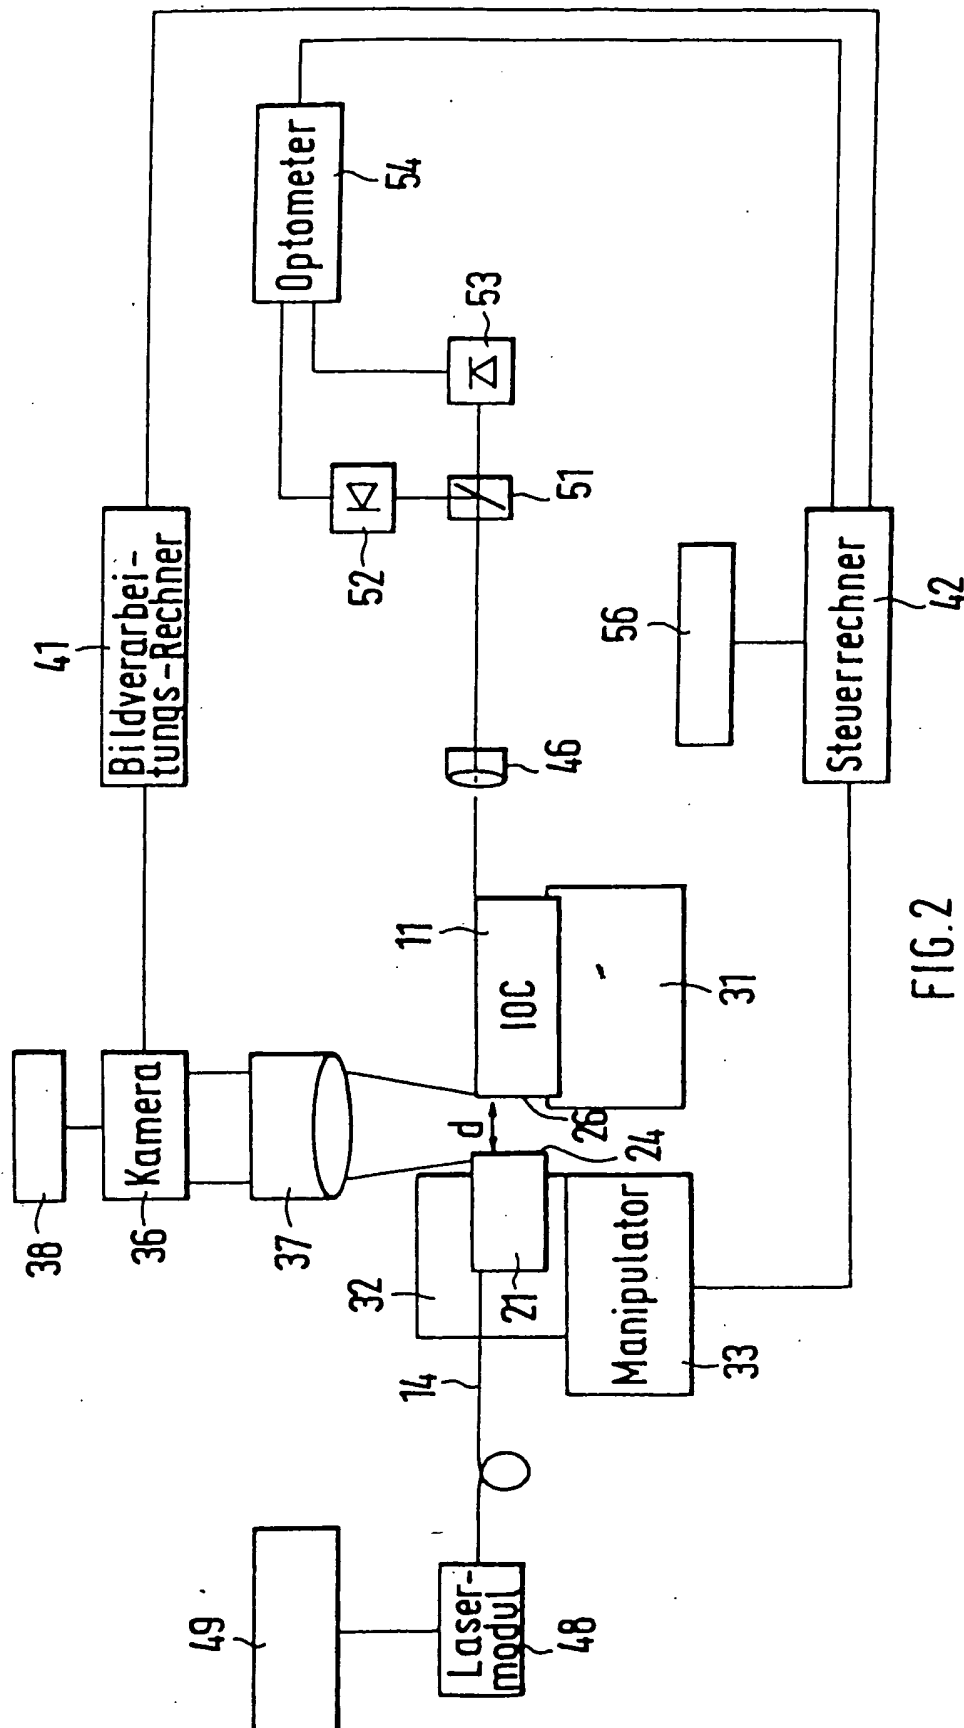 38
41
Bildverarbei-
tungs-Rechner
Kamera
36
49
Optometer
37
54
32
52
14
11
Laser-
modul
d
53
21
IOC
51
46
48
26
24
56
Manipulator
33
31
Steuerrechner
42
FIG.2